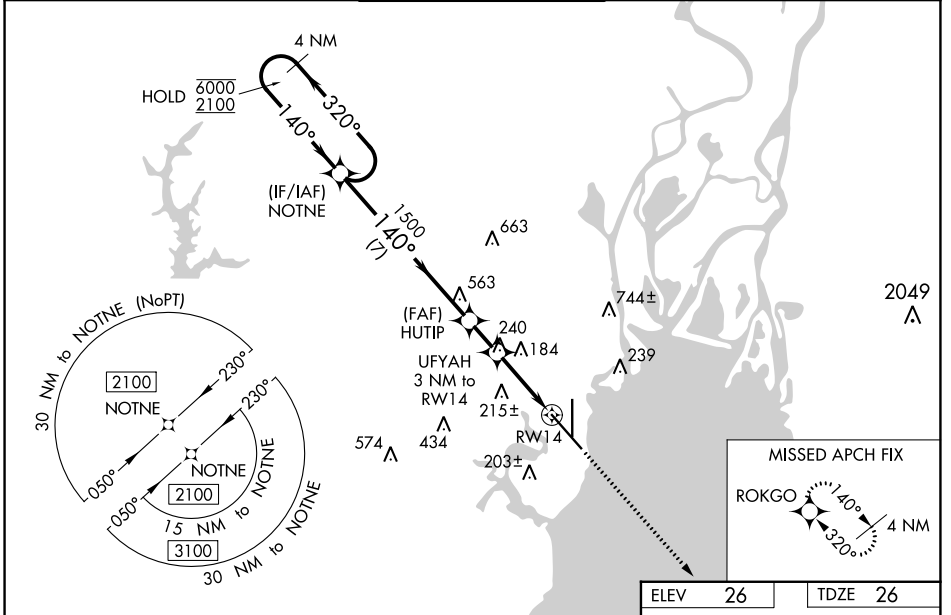 4 NM
HOLD 6000
2100
140°
320°
(IF/IAF)
NOTNE
1500
140°
(7)
663
563
744±
2049
(FAF)
HUTIP
240
184
239
UFYAH
3 NM to
RW14
215±
RW14
434
574
203±
30 NM to NOTNE (NoPT)
2100
230°
NOTNE
230°
050°
NOTNE
050°
2100
15 NM to NOTNE
3100
30 NM to NOTNE
MISSED APCH FIX
ROKGO
140°
4 NM
320°
ELEV 26
TDZE 26